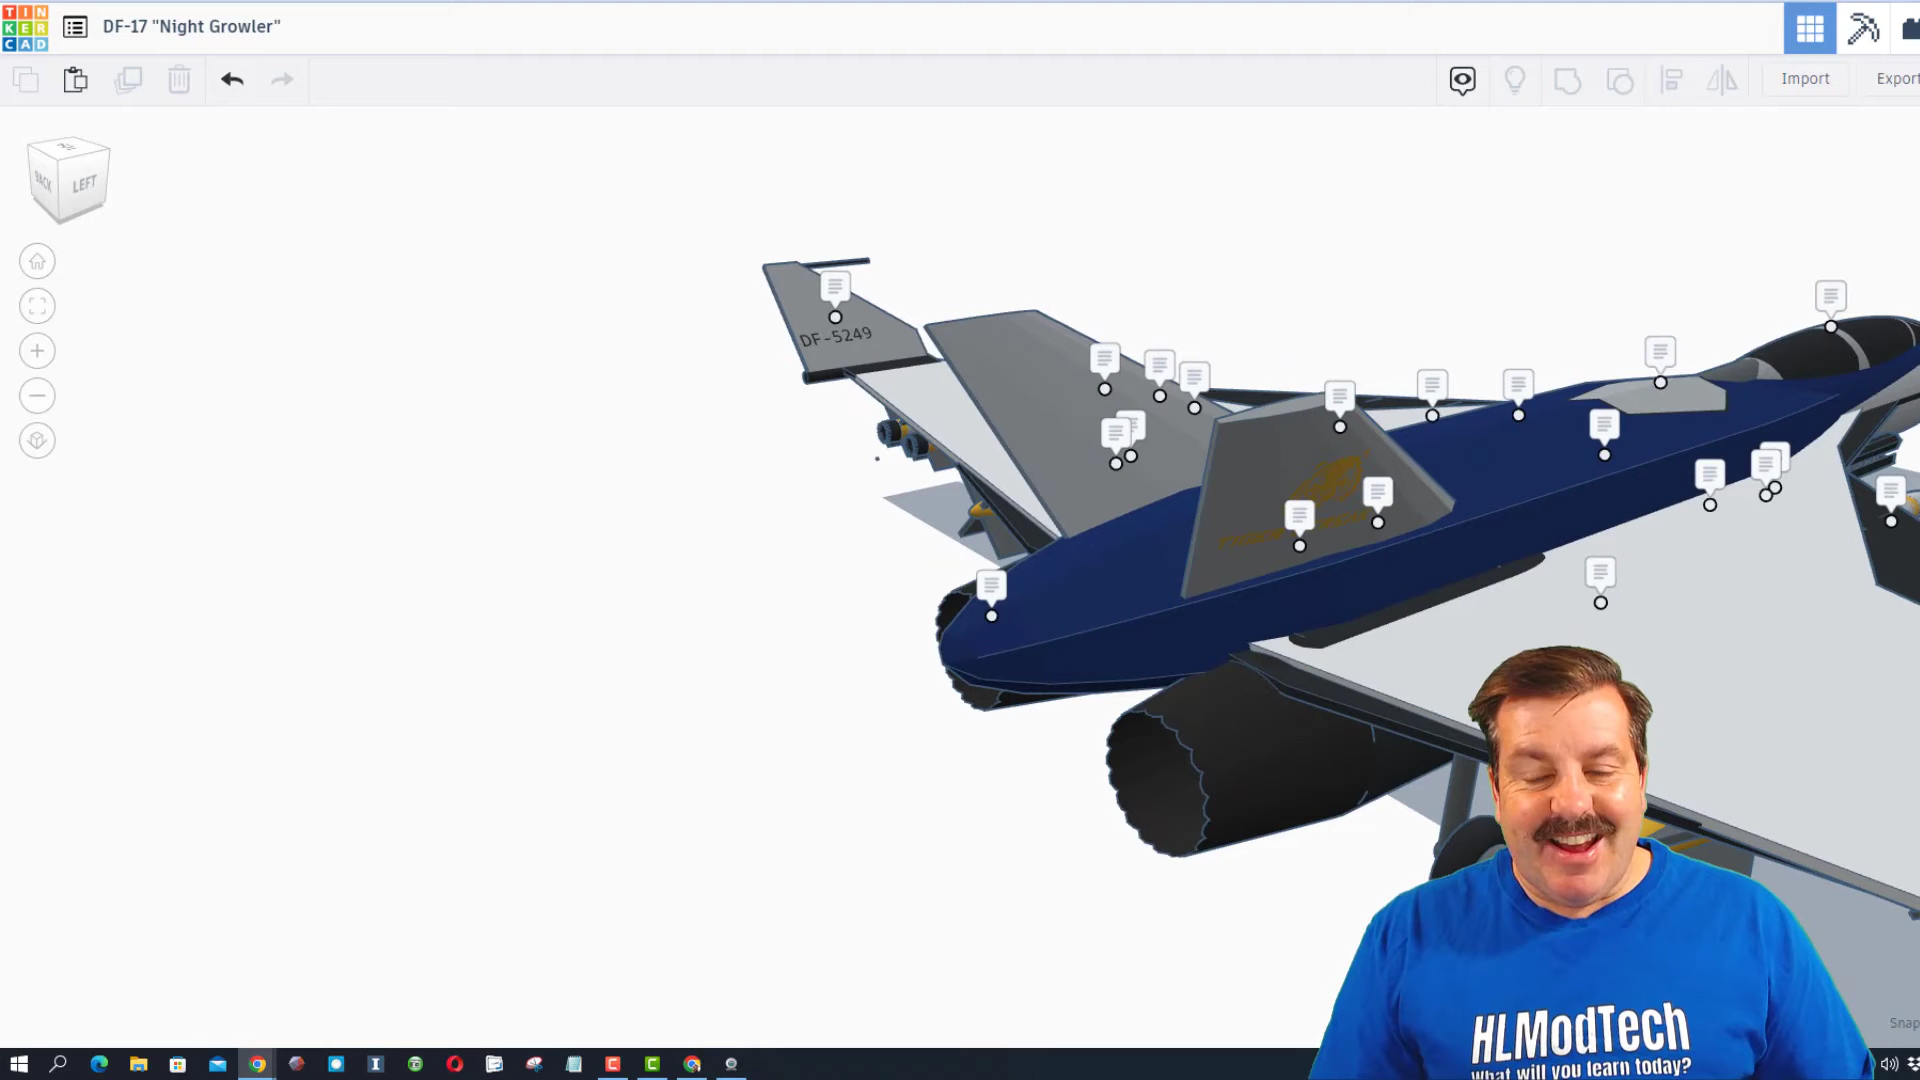 TIN
KER
CAD
DF-17 "Night Growler"
Import
Export
BACK
LEFT
DF-5249
Snap
HLModTech
What will you learn today?